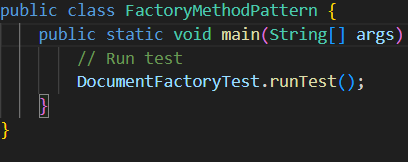 public class FactoryMethodPattern {
    public static void main(String[] args)
        // Run test
        DocumentFactoryTest.runTest();
    }
}